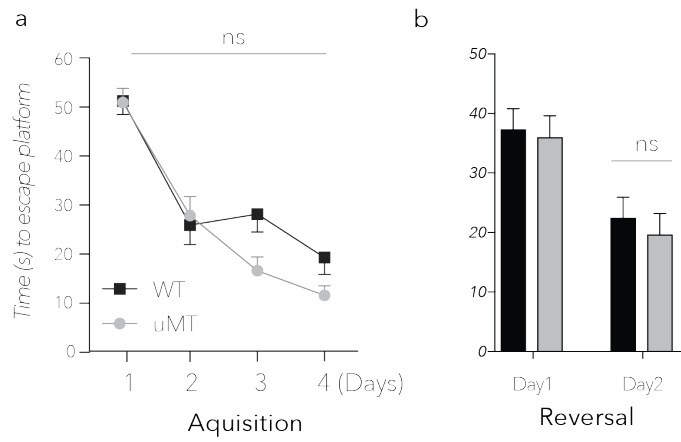 a
ns
Time (s) to escape platform
60
50
40
30
20
10
0
WT
uMT
1 2 3 4 (Days)
Aquisition
b
50
40
30
20
10
0
ns
Day1 Day2
Reversal